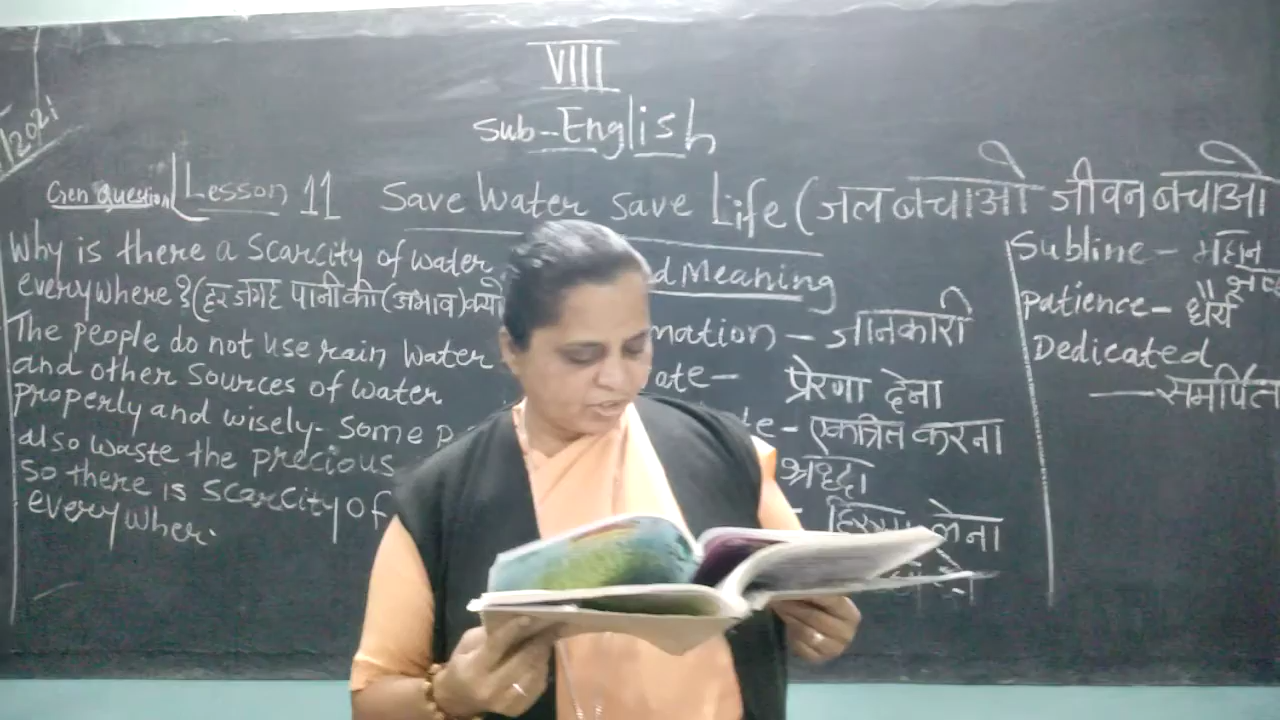 /2021
VIII
Sub-English
Gen Question Lesson 11 Save Water save Life (जल बचाओ जीवन बचाओ
Why is there a Scarcity of water
everywhere? (हर जगह पानी की (अभाव) क्यों
The people do not use rain water
and other Sources of water
properly and wisely. Some
also waste the precious
So there is scarcity of
everywher.
d Meaning
mation - जानकारी
ate - प्रेरणा देना
te - एकत्रित करना
श्रध्दा
- हिस्सा लेना
Subline - महान
Patience - धैर्य
Dedicated
— समर्पित